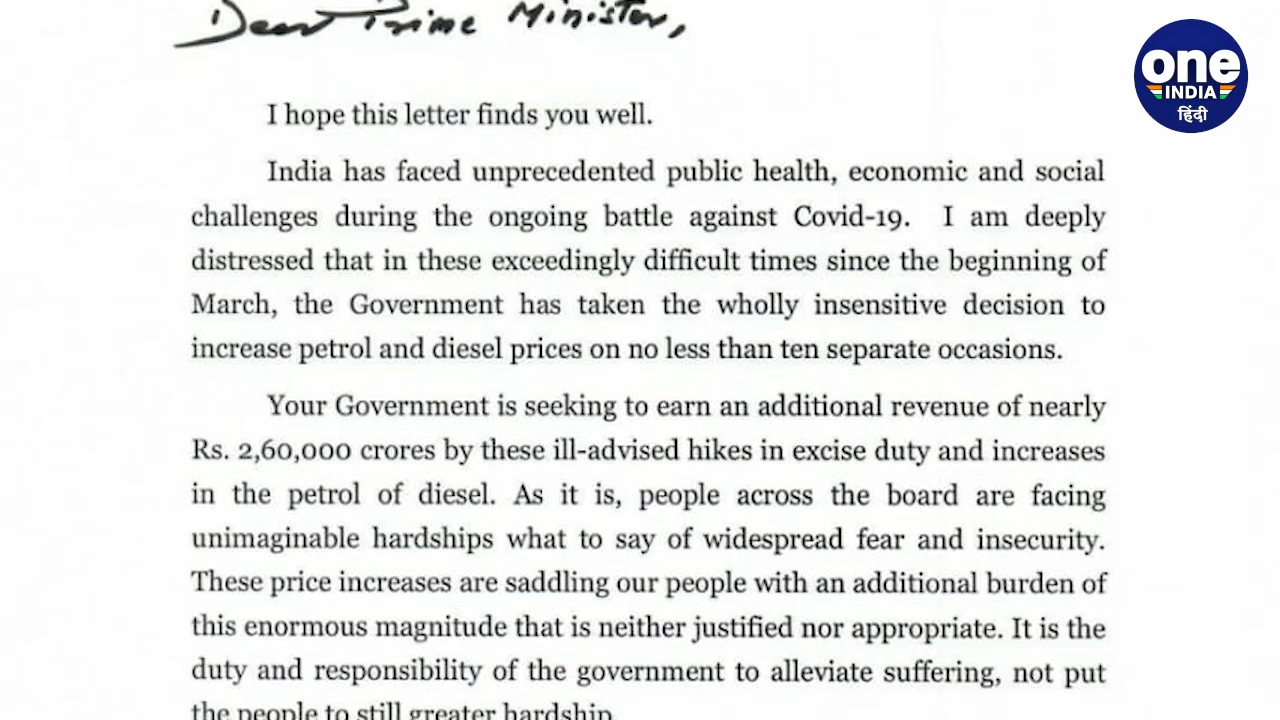 Dear Prime Minister,
one
INDIA
हिंदी
I hope this letter finds you well.
India has faced unprecedented public health, economic and social
challenges during the ongoing battle against Covid-19. I am deeply
distressed that in these exceedingly difficult times since the beginning of
March, the Government has taken the wholly insensitive decision to
increase petrol and diesel prices on no less than ten separate occasions.
Your Government is seeking to earn an additional revenue of nearly
Rs. 2,60,000 crores by these ill-advised hikes in excise duty and increases
in the petrol of diesel. As it is, people across the board are facing
unimaginable hardships what to say of widespread fear and insecurity.
These price increases are saddling our people with an additional burden of
this enormous magnitude that is neither justified nor appropriate. It is the
duty and responsibility of the government to alleviate suffering, not put
the people to still greater hardship.